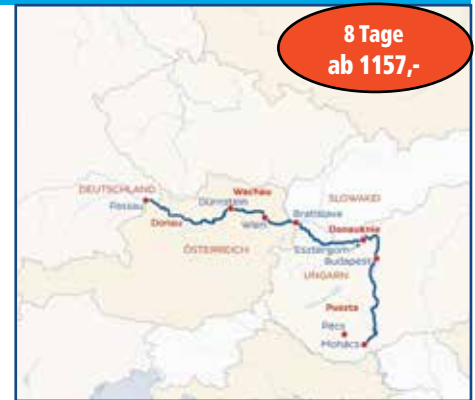 8 Tage
ab 1157,-
DEUTSCHLAND
Passau
Donau
Dürnstein
Wachau
Wien
ÖSTERREICH
Bratislava
SLOWAKEI
Donauknie
Esztergom
Budapest
UNGARN
Puszta
Pécs
Mohács